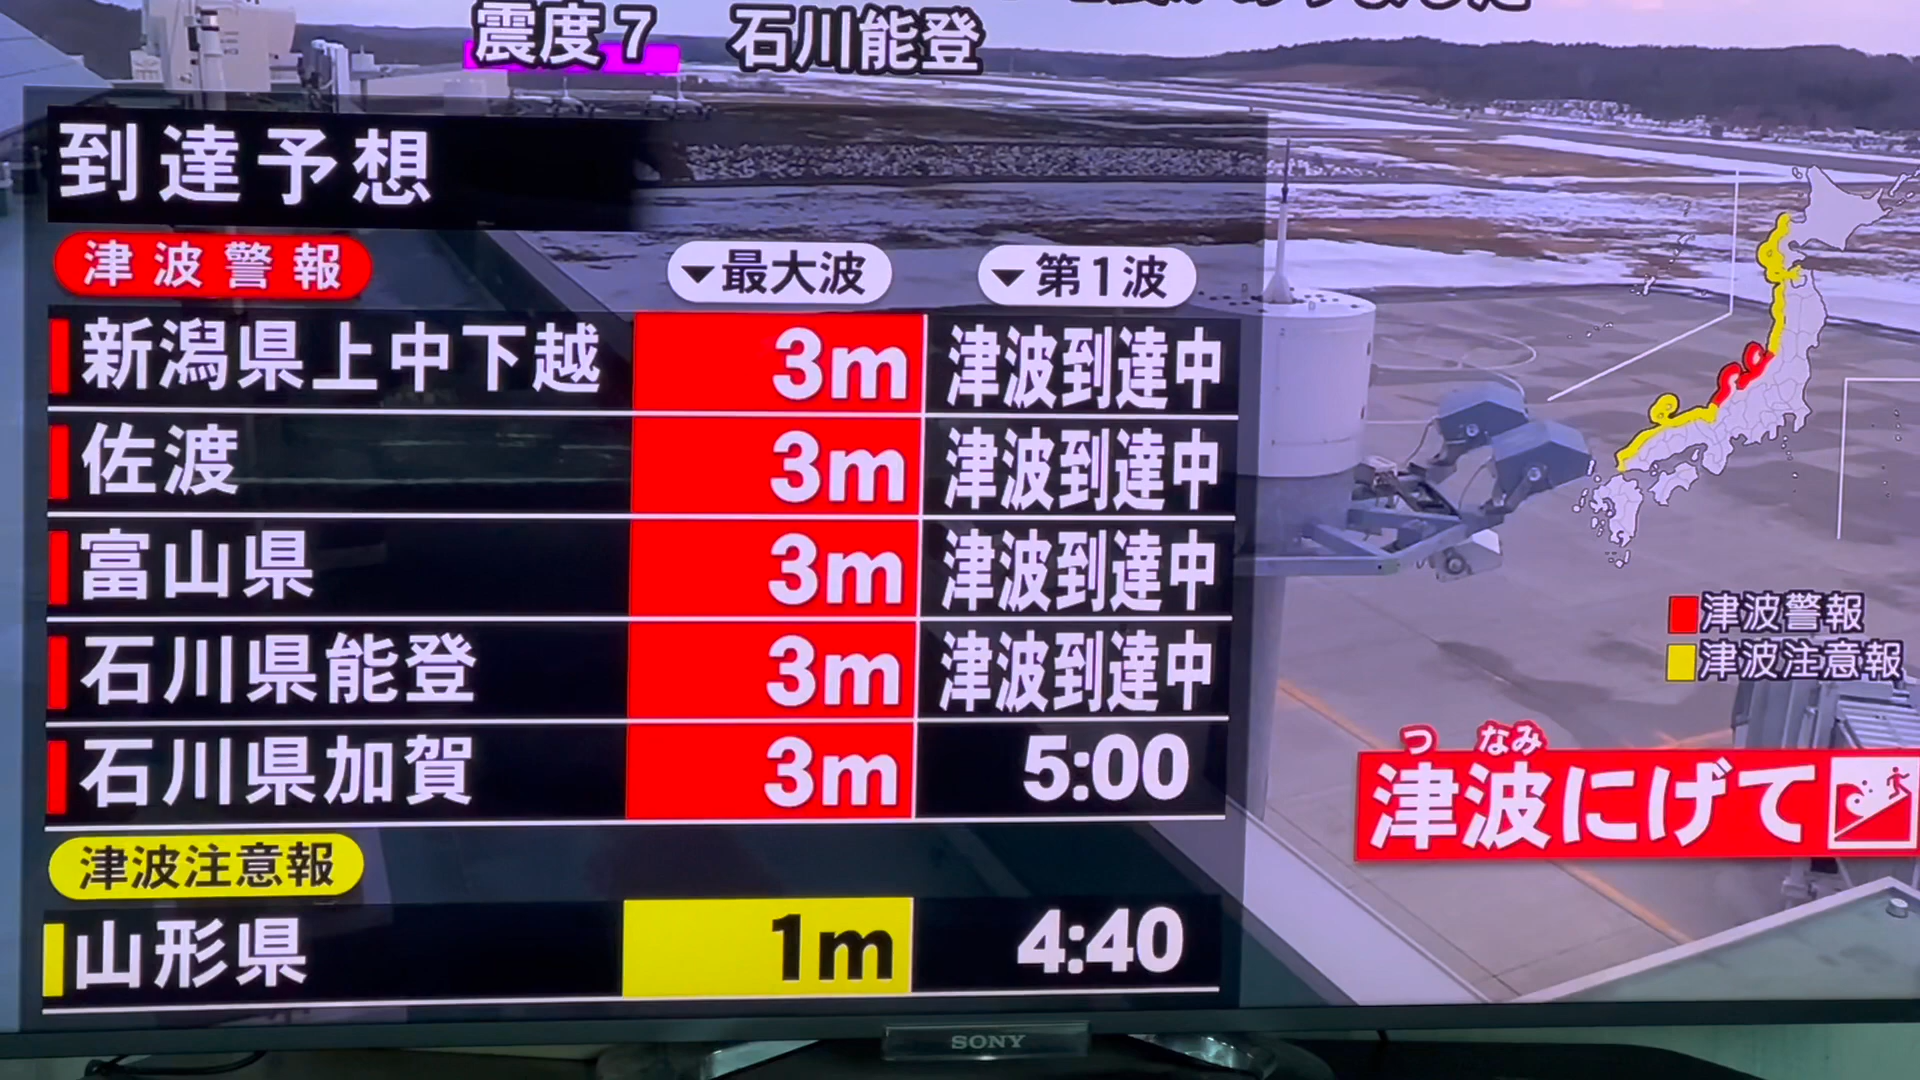 震度7 石川能登
到達予想
津波警報 ▼最大波 ▼第1波
新潟県上中下越 3m 津波到達中
佐渡 3m 津波到達中
富山県 3m 津波到達中
石川県能登 3m 津波到達中
石川県加賀 3m 5:00
津波注意報
山形県 1m 4:40
津波警報
津波注意報
つ なみ
津波にげて
SONY